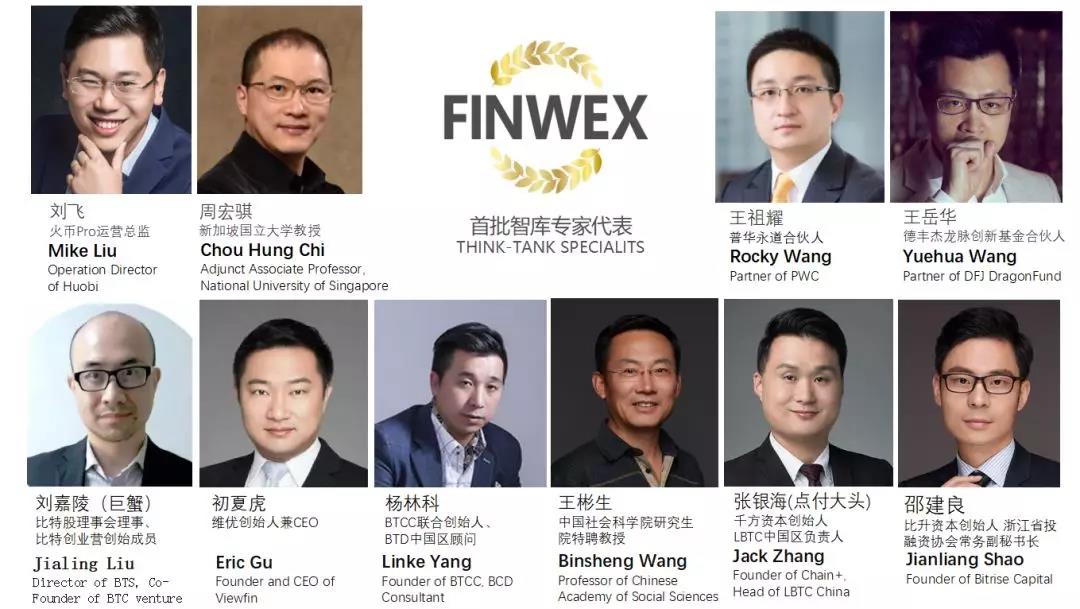 FINWEX
首批智库专家代表
THINK-TANK SPECIALITS
刘飞
火币Pro运营总监
Mike Liu
Operation Director
of Huobi
周宏骐
新加坡国立大学教授
Chou Hung Chi
Adjunct Associate Professor,
National University of Singapore
王祖耀
普华永道合伙人
Rocky Wang
Partner of PWC
王岳华
德丰杰龙脉创新基金合伙人
Yuehua Wang
Partner of DFJ DragonFund
刘嘉陵（巨蟹）
比特股理事会理事、
比特创业营创始成员
Jialing Liu
Director of BTS, Co-
Founder of BTC venture
初夏虎
维优创始人兼CEO
Eric Gu
Founder and CEO of
Viewfin
杨林科
BTCC联合创始人、
BTD中国区顾问
Linke Yang
Founder of BTCC, BCD
Consultant
王彬生
中国社会科学院研究生
院特聘教授
Binsheng Wang
Professor of Chinese
Academy of Social Sciences
张银海(点付大头)
千方资本创始人
LBTC中国区负责人
Jack Zhang
Founder of Chain+,
Head of LBTC China
邵建良
比升资本创始人 浙江省投
融资协会常务副秘书长
Jianliang Shao
Founder of Bitrise Capital